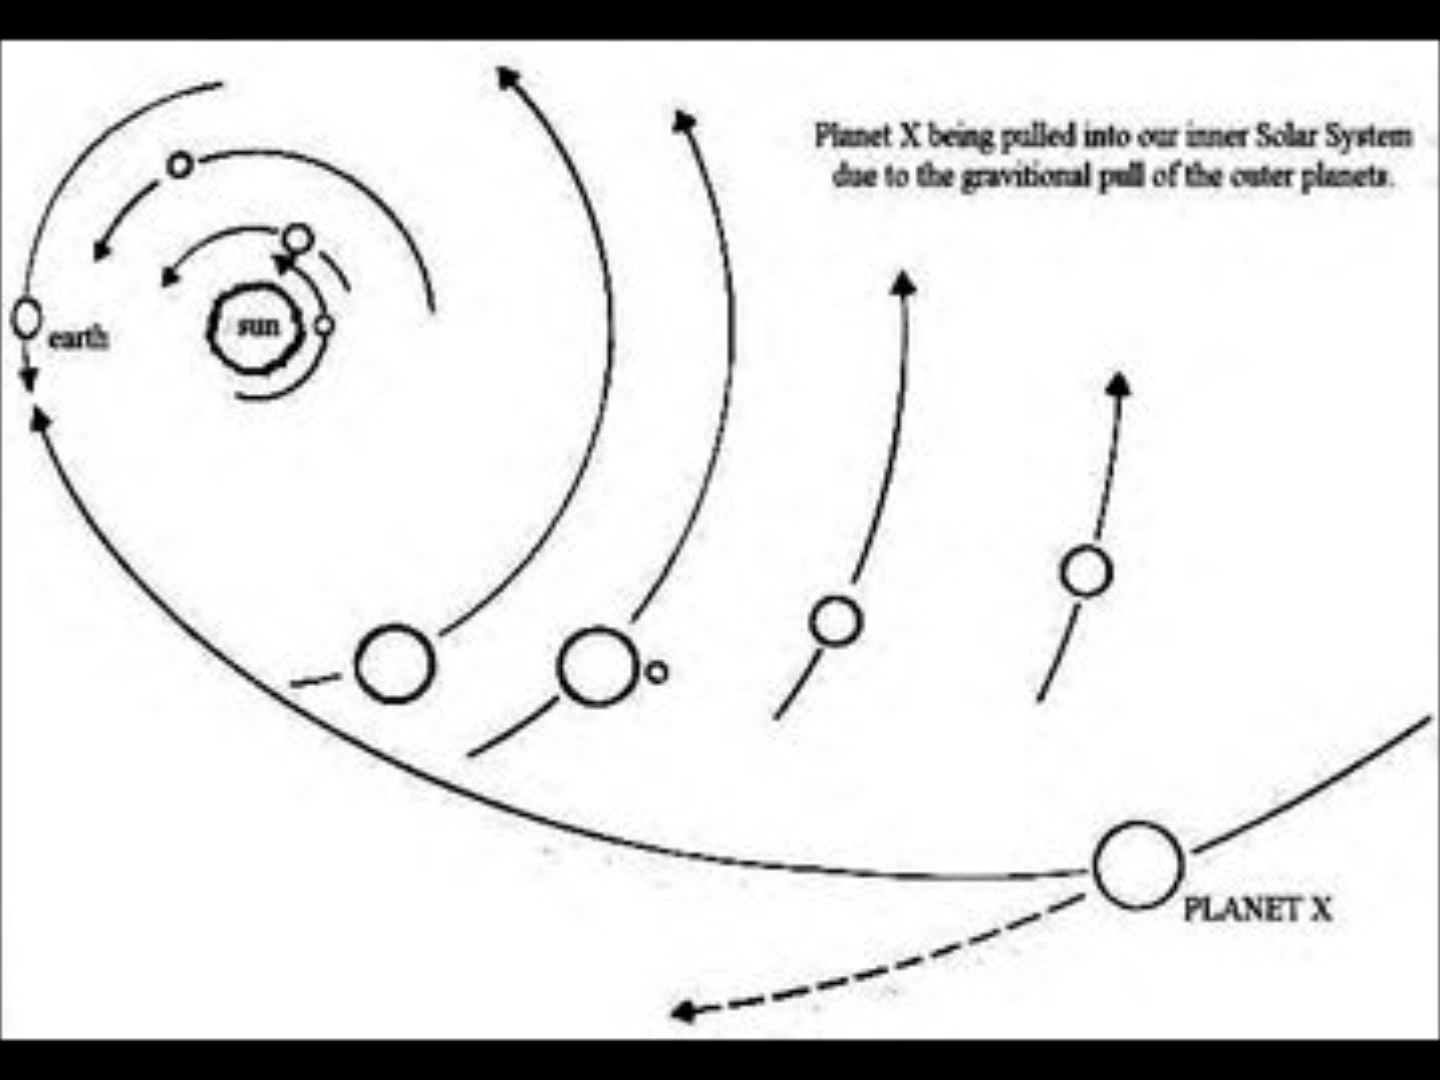 Planet X being pulled into our inner Solar System
due to the gravitional pull of the outer planets.
sun
earth
PLANET X